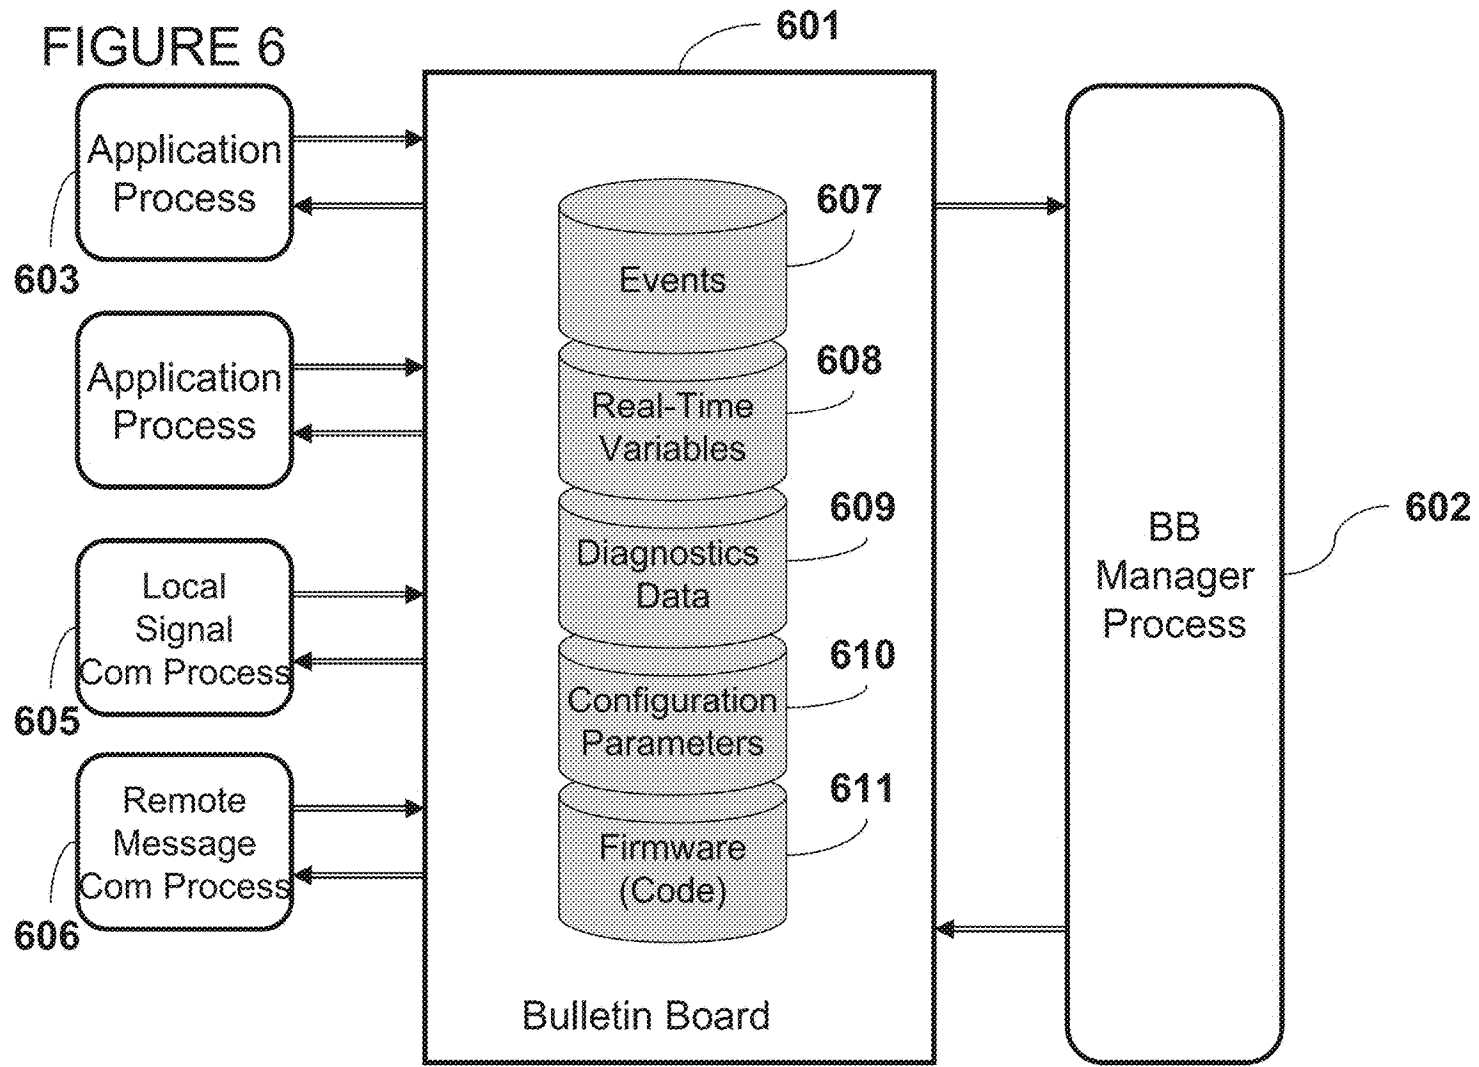 FIGURE 6
601
Application
Process
603
Application
Process
Local
Signal
Com Process
605
Remote
Message
Com Process
606
607
Events
608
Real-Time
Variables
609
Diagnostics
Data
610
Configuration
Parameters
611
Firmware
(Code)
Bulletin Board
BB
Manager
Process
602